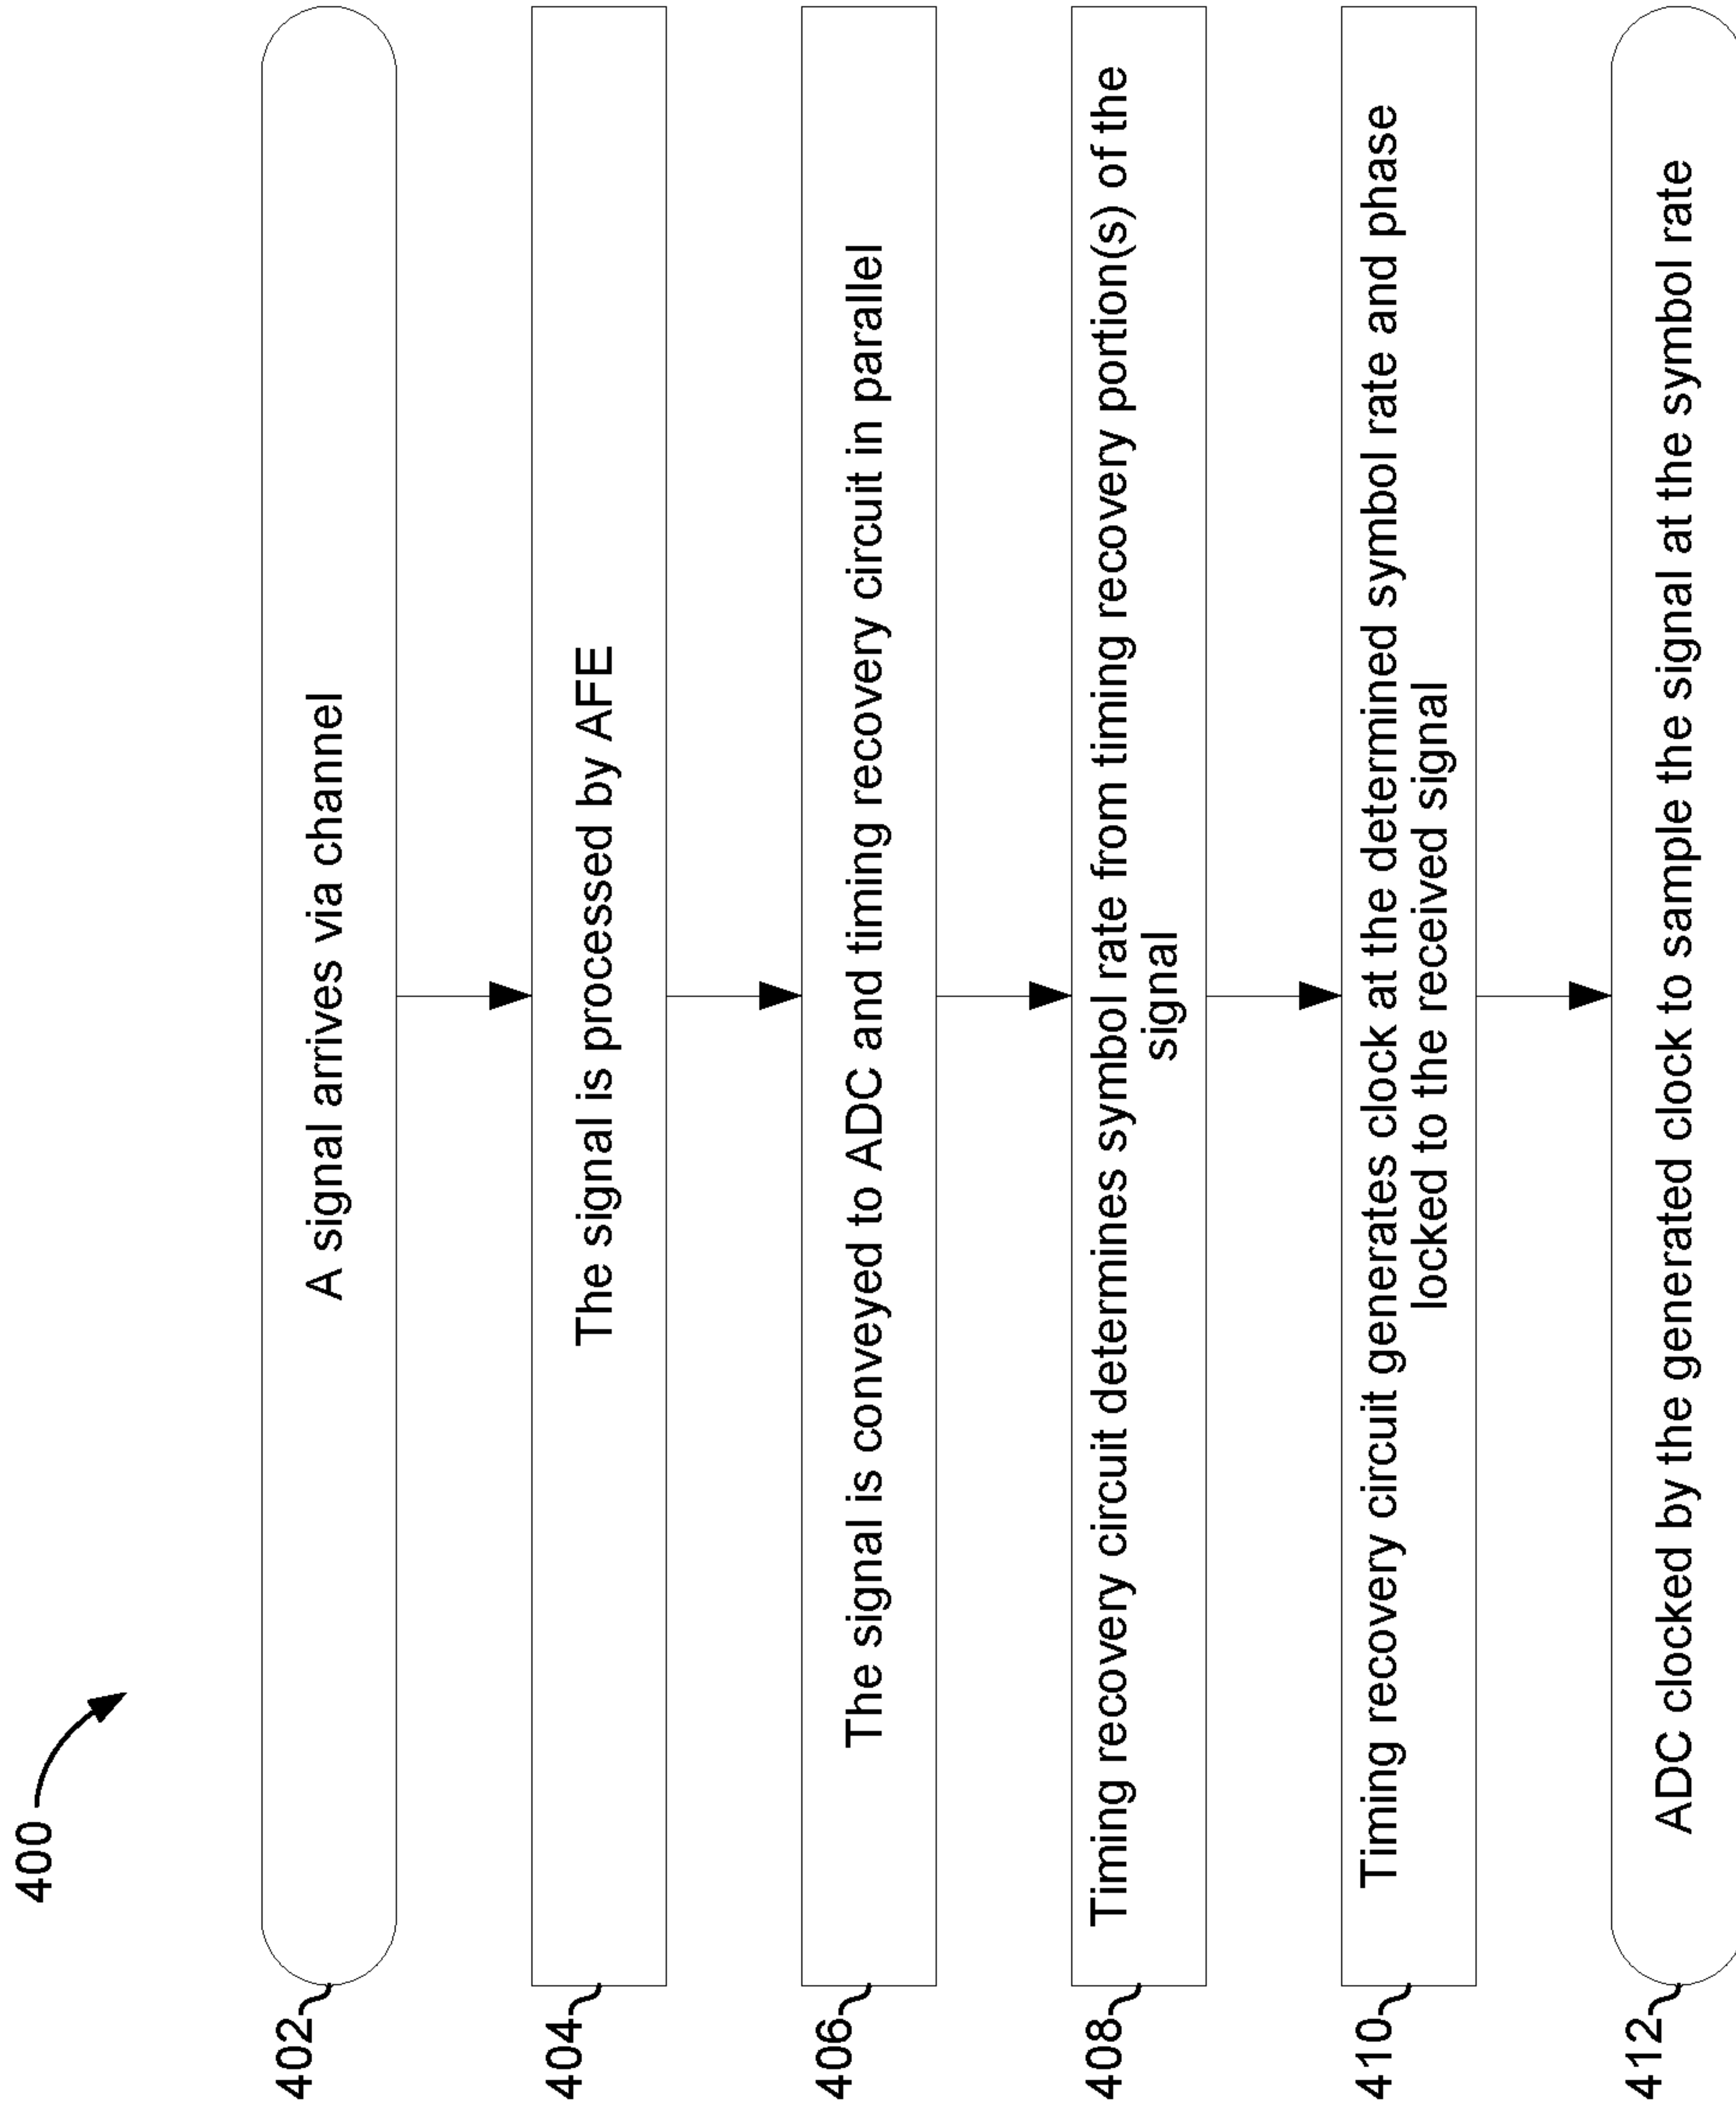 400
402
A signal arrives via channel
404
The signal is processed by AFE
406
The signal is conveyed to ADC and timing recovery circuit in parallel
408
Timing recovery circuit determines symbol rate from timing recovery portion(s) of the
signal
410
Timing recovery circuit generates clock at the determined symbol rate and phase
locked to the received signal
412
ADC clocked by the generated clock to sample the signal at the symbol rate